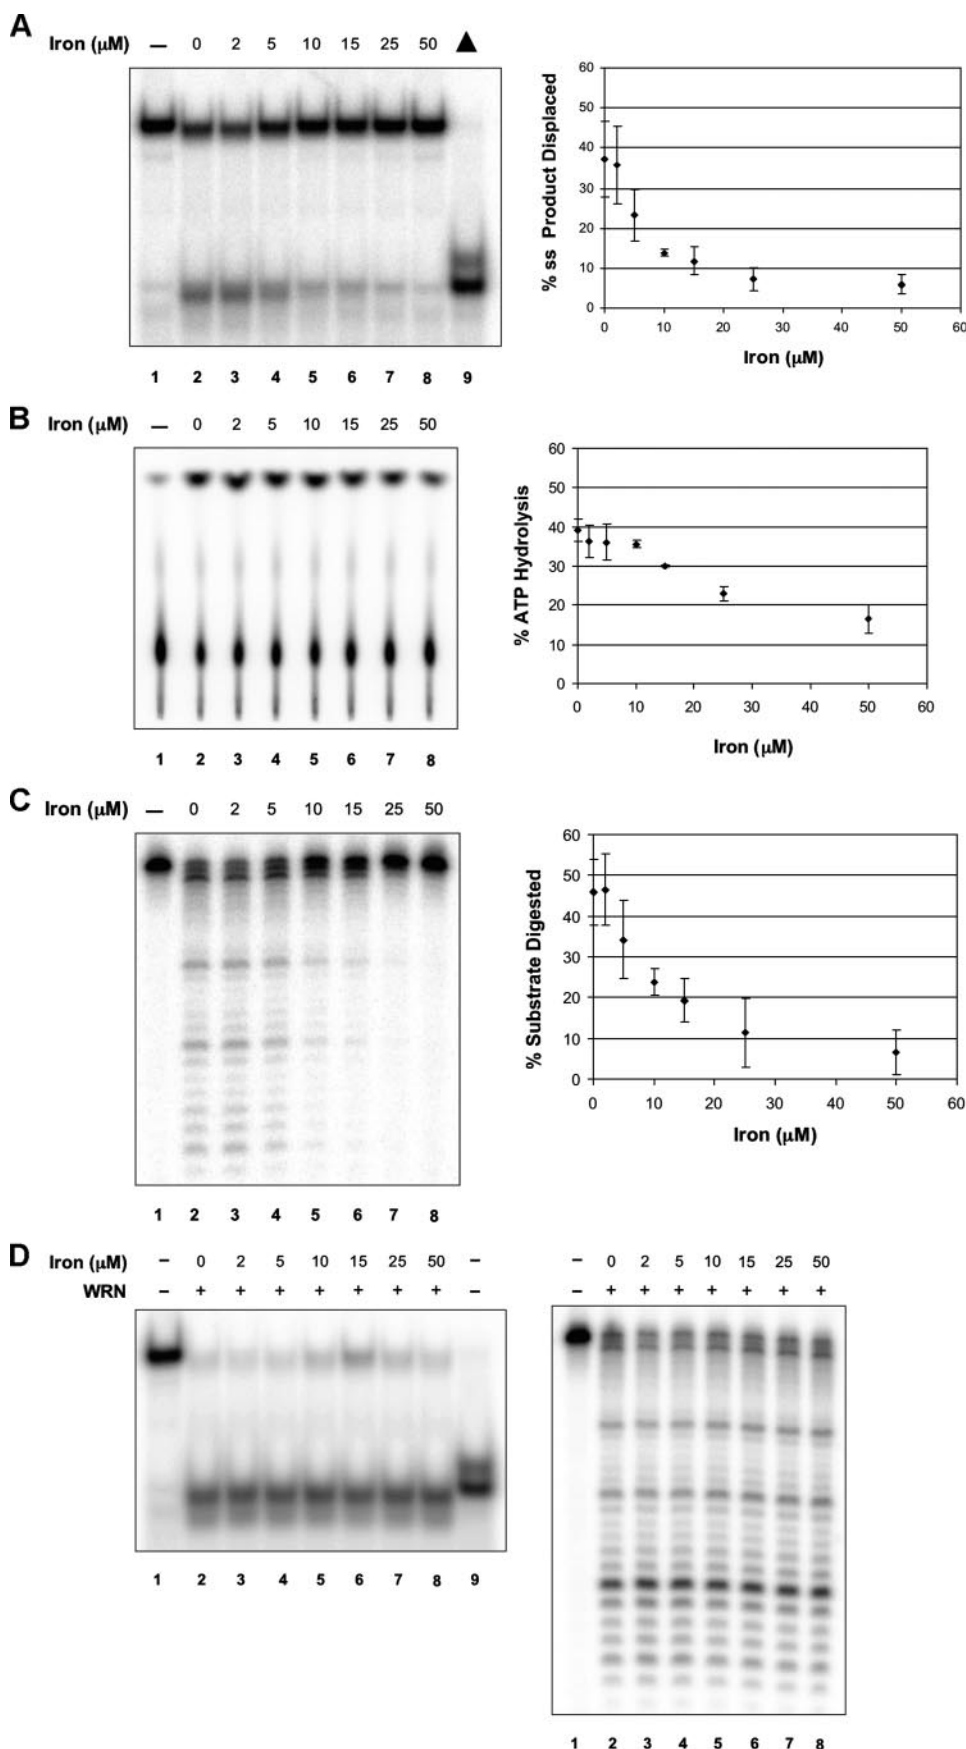 A
Iron (μM) — 0 2 5 10 15 25 50 ▲
1 2 3 4 5 6 7 8 9
% ss Product Displaced
60
50
40
30
20
10
0
0 10 20 30 40 50 60
Iron (μM)
B
Iron (μM) — 0 2 5 10 15 25 50
1 2 3 4 5 6 7 8
% ATP Hydrolysis
60
50
40
30
20
10
0
0 10 20 30 40 50 60
Iron (μM)
C
Iron (μM) — 0 2 5 10 15 25 50
1 2 3 4 5 6 7 8
% Substrate Digested
60
50
40
30
20
10
0
0 10 20 30 40 50 60
Iron (μM)
D
Iron (μM) – 0 2 5 10 15 25 50 –
WRN – + + + + + + + –
1 2 3 4 5 6 7 8 9
– 0 2 5 10 15 25 50
– + + + + + + +
1 2 3 4 5 6 7 8